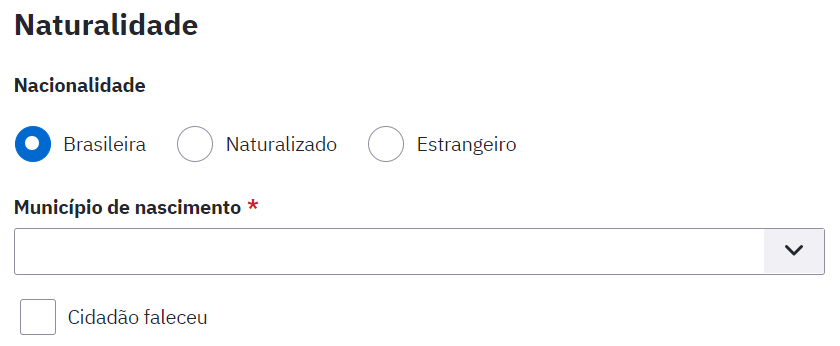 Naturalidade
Nacionalidade
Brasileira Naturalizado Estrangeiro
Município de nascimento *
Cidadão faleceu